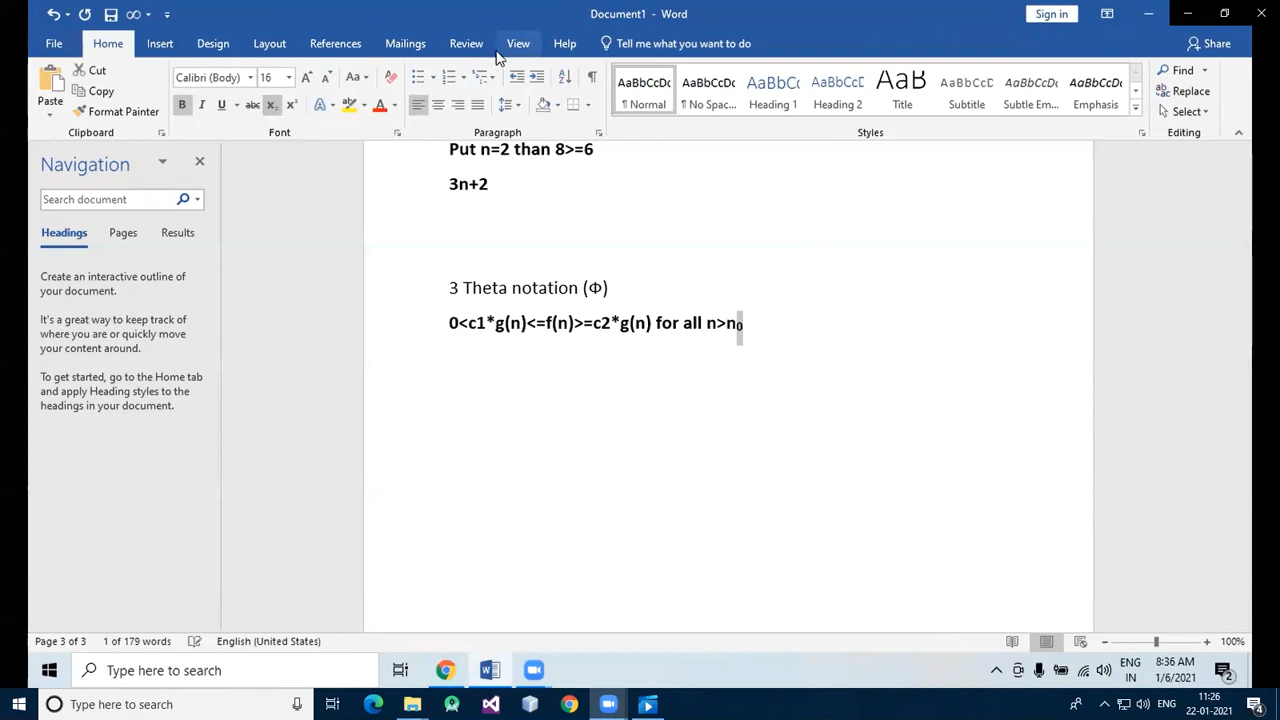 Document1 - Word
Sign in
File Home Insert Design Layout References Mailings Review View Help Tell me what you want to do Share
Paste
Cut
Copy
Format Painter
Clipboard
Calibri (Body) 16 Aa
B I U abc X₂ X² A A
Font
Paragraph
AaBbCcDc AaBbCcDc AaBbCc AaBbCcD AaB AaBbCcD AaBbCcDc AaBbCcDc
¶ Normal ¶ No Spac... Heading 1 Heading 2 Title Subtitle Subtle Em... Emphasis
Styles
Find
Replace
Select
Editing
Navigation
Search document
Headings Pages Results
Create an interactive outline of
your document.
It's a great way to keep track of
where you are or quickly move
your content around.
To get started, go to the Home tab
and apply Heading styles to the
headings in your document.
Put n=2 than 8>=6
3n+2
3 Theta notation (Φ)
0<c1*g(n)<=f(n)>=c2*g(n) for all n>n₀
Page 3 of 3 1 of 179 words English (United States) 100%
Type here to search
ENG
IN
8:36 AM
1/6/2021
2
Type here to search
ENG
11:26
22-01-2021
4